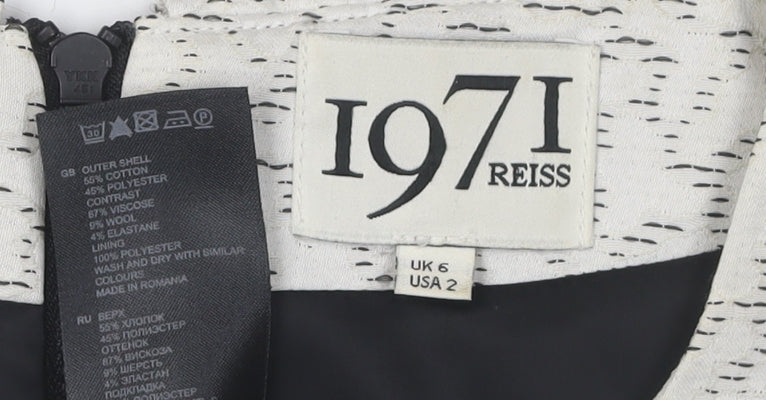 YKK
1971
REISS
UK 6
USA 2
30
P
GB OUTER SHELL
55% COTTON
45% POLYESTER
CONTRAST
87% VISCOSE
9% WOOL
4% ELASTANE
LINING
100% POLYESTER
WASH AND DRY WITH SIMILAR
COLOURS
MADE IN ROMANIA
RU ВЕРХ
55% ХЛОПОК
45% ПОЛИЭСТЕР
ОТТЕНОК
87% ВИСКОЗА
9% ШЕРСТЬ
4% ЭЛАСТАН
ПОДКЛАДКА